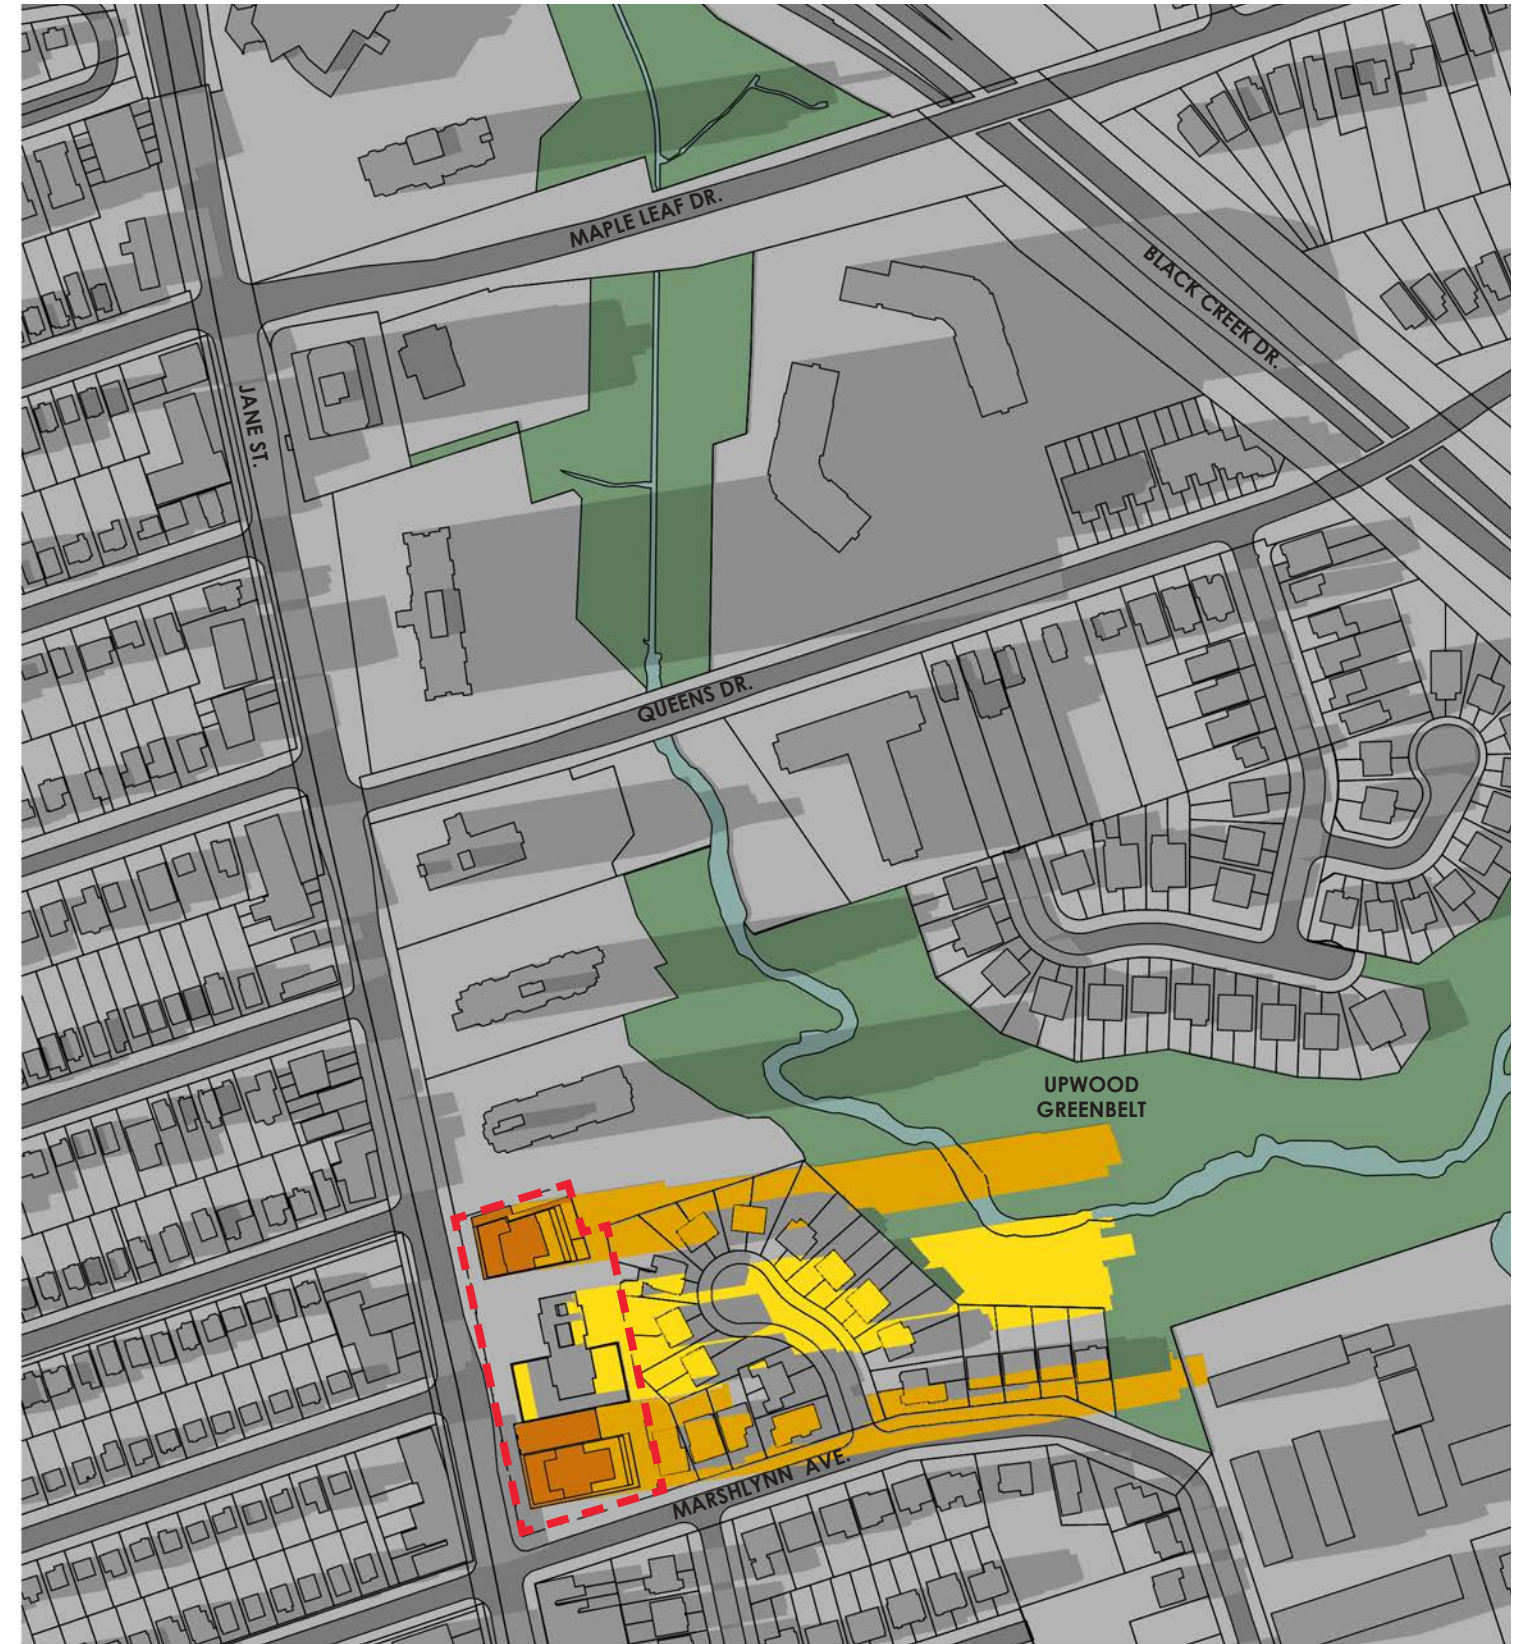 MAPLE LEAF DR.
BLACK CREEK DR.
JANE ST.
QUEENS DR.
UPWOOD
GREENBELT
MARSHLYNN AVE.